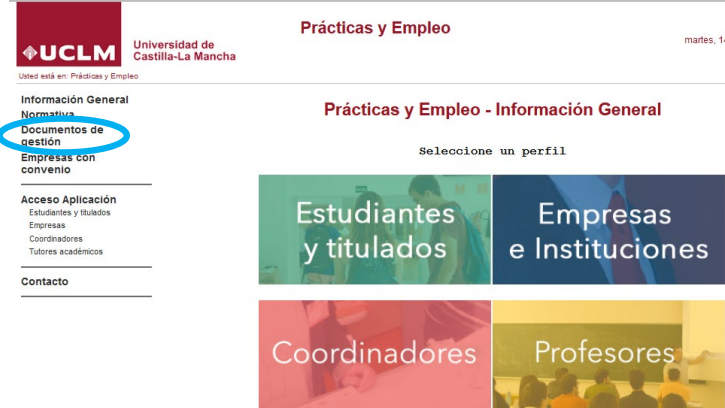 Prácticas y Empleo
UCLM
Universidad de
Castilla-La Mancha
martes, 14
Usted está en: Prácticas y Empleo
Información General
Normativa
Documentos de
gestión
Empresas con
convenio
Acceso Aplicación
Estudiantes y titulados
Empresas
Coordinadores
Tutores académicos
Contacto
Prácticas y Empleo - Información General
Seleccione un perfil
Estudiantes
y titulados
Empresas
e Instituciones
Coordinadores
Profesores